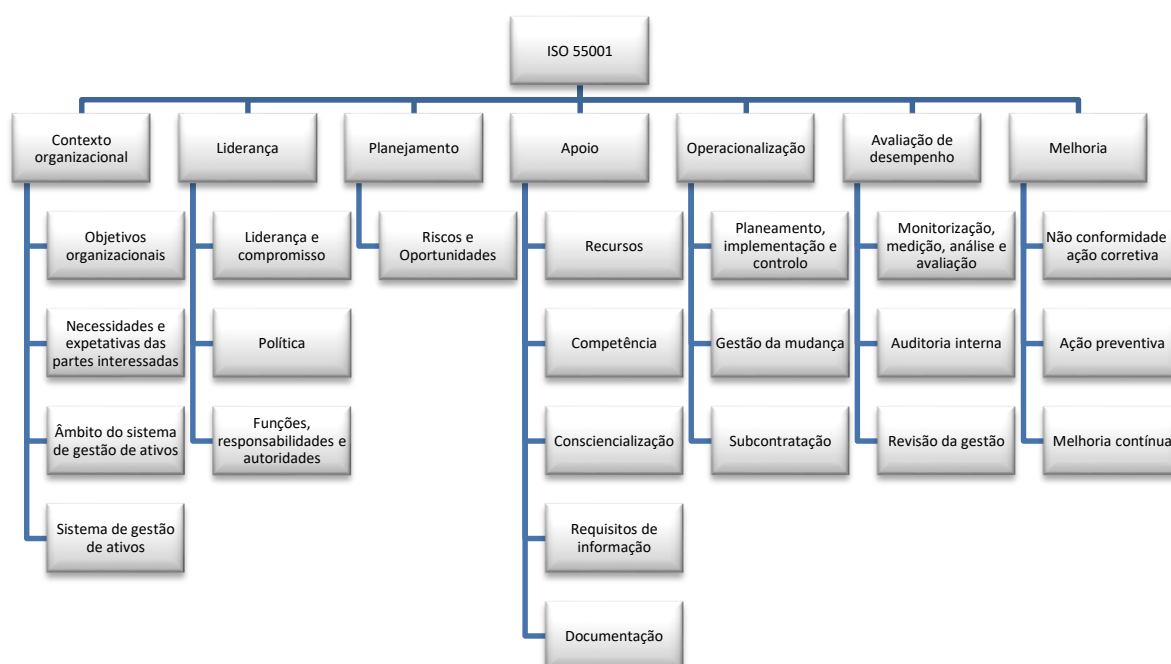 ISO 55001
Contexto
organizacional
Liderança
Planejamento
Apoio
Operacionalização
Avaliação de
desempenho
Melhoria
Objetivos
organizacionais
Liderança e
compromisso
Riscos e
Oportunidades
Recursos
Planeamento,
implementação e
controlo
Monitorização,
medição, análise e
avaliação
Não conformidade
ação corretiva
Necessidades e
expetativas das
partes interessadas
Política
Competência
Gestão da mudança
Auditoria interna
Ação preventiva
Âmbito do sistema
de gestão de ativos
Funções,
responsabilidades e
autoridades
Consciencialização
Subcontratação
Revisão da gestão
Melhoria contínua
Sistema de gestão
de ativos
Requisitos de
informação
Documentação